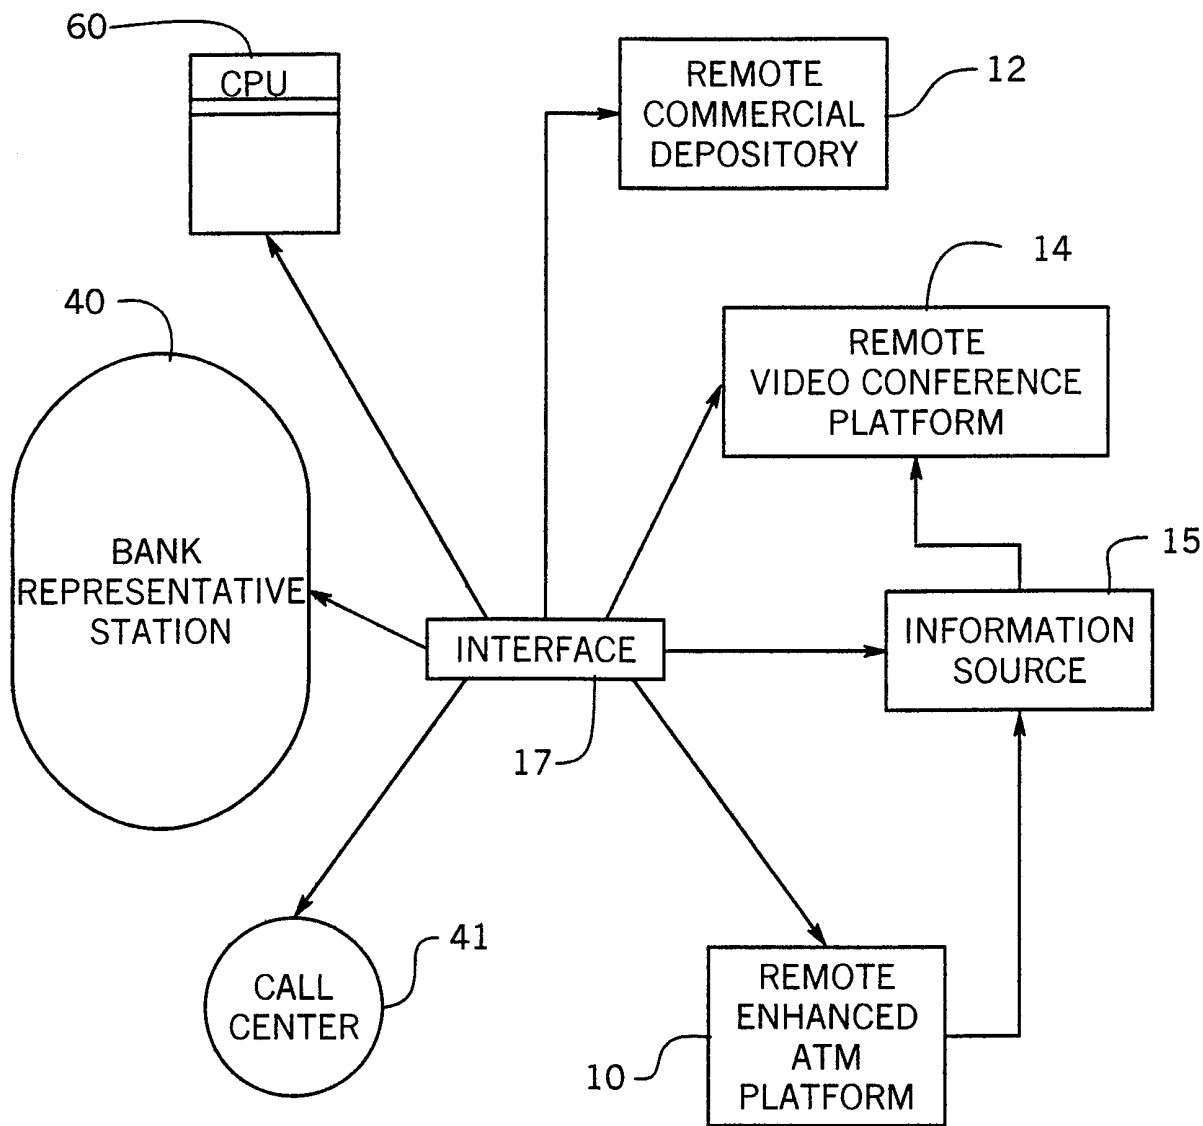 60
CPU
REMOTE
COMMERCIAL
DEPOSITORY
12
14
40
REMOTE
VIDEO CONFERENCE
PLATFORM
BANK
REPRESENTATIVE
STATION
INTERFACE
17
15
INFORMATION
SOURCE
CALL
CENTER
41
REMOTE
ENHANCED
ATM
PLATFORM
10